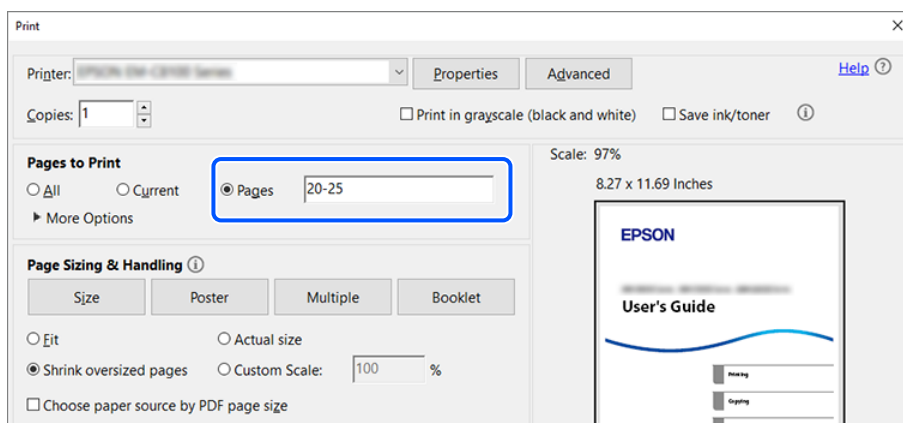 Print
Printer: Properties Advanced Help
Copies: 1 Print in grayscale (black and white) Save ink/toner
Pages to Print
All Current Pages 20-25
More Options
Scale: 97%
8.27 x 11.69 Inches
EPSON
User's Guide
Printing
Copying
Page Sizing & Handling
Size Poster Multiple Booklet
Fit Actual size
Shrink oversized pages Custom Scale: 100 %
Choose paper source by PDF page size